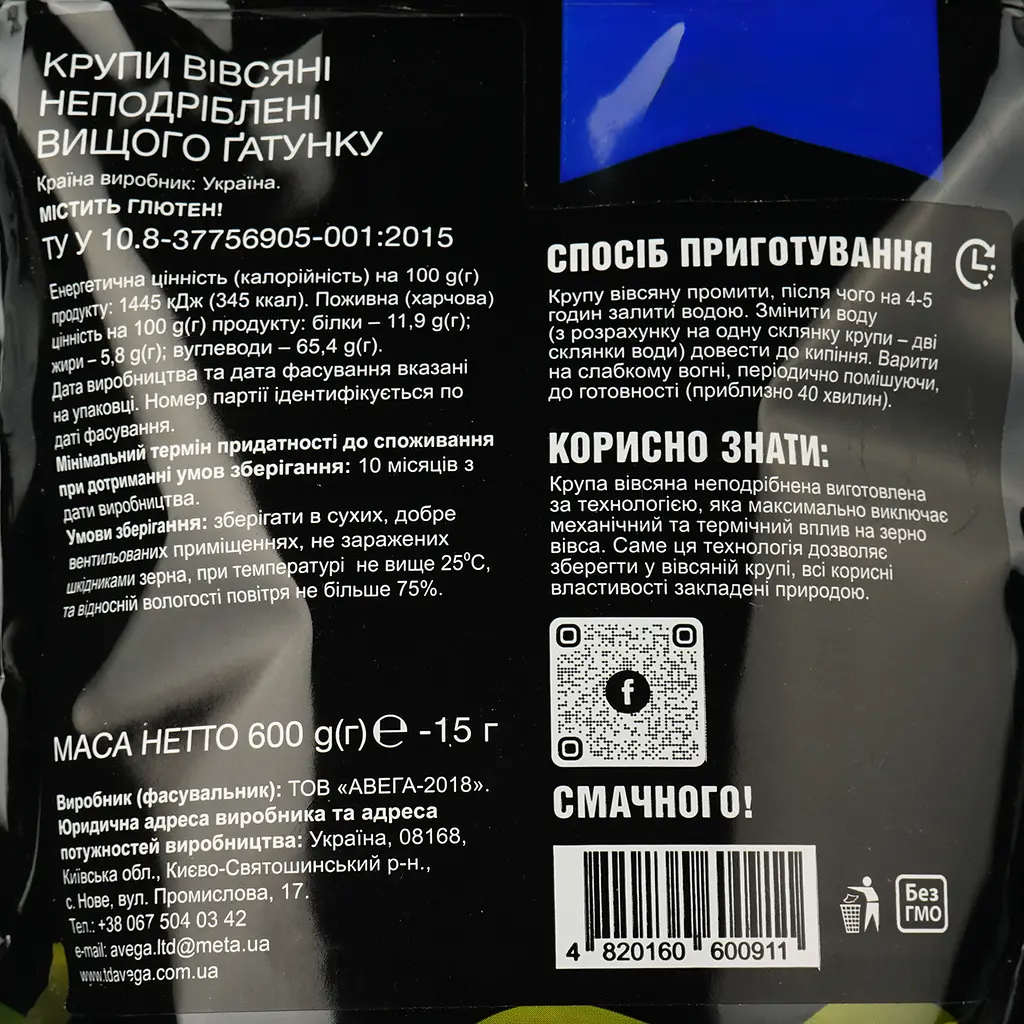 КРУПИ ВІВСЯНІ
НЕПОДРІБЛЕНІ
ВИЩОГО ҐАТУНКУ
Країна виробник: Україна.
МІСТИТЬ ГЛЮТЕН!
ТУ У 10.8-37756905-001:2015
Енергетична цінність (калорійність) на 100 g(г)
продукту: 1445 кДж (345 ккал). Поживна (харчова)
цінність на 100 g(г) продукту: білки – 11,9 g(г);
жири – 5,8 g(г); вуглеводи – 65,4 g(г).
Дата виробництва та дата фасування вказані
на упаковці. Номер партії ідентифікується по
даті фасування.
Мінімальний термін придатності до споживання
при дотриманні умов зберігання: 10 місяців з
дати виробництва.
Умови зберігання: зберігати в сухих, добре
вентильованих приміщеннях, не заражених
шкідниками зерна, при температурі не вище 25⁰С,
та відносній вологості повітря не більше 75%.
МАСА НЕТТО 600 g(г) ℮ -15 г
Виробник (фасувальник): ТОВ «АВЕГА-2018».
Юридична адреса виробника та адреса
потужностей виробництва: Україна, 08168,
Київська обл., Києво-Святошинський р-н.,
с. Нове, вул. Промислова, 17.
Тел.: +38 067 504 03 42
e-mail: avega.ltd@meta.ua
www.tdavega.com.ua
СПОСІБ ПРИГОТУВАННЯ
Крупу вівсяну промити, після чого на 4-5
годин залити водою. Змінити воду
(з розрахунку на одну склянку крупи – дві
склянки води) довести до кипіння. Варити
на слабкому вогні, періодично помішуючи,
до готовності (приблизно 40 хвилин).
КОРИСНО ЗНАТИ:
Крупа вівсяна неподрібнена виготовлена
за технологією, яка максимально виключає
механічний та термічний вплив на зерно
вівса. Саме ця технологія дозволяє
зберегти у вівсяній крупі, всі корисні
властивості закладені природою.
f
СМАЧНОГО!
4 820160 600911
Без
ГМО